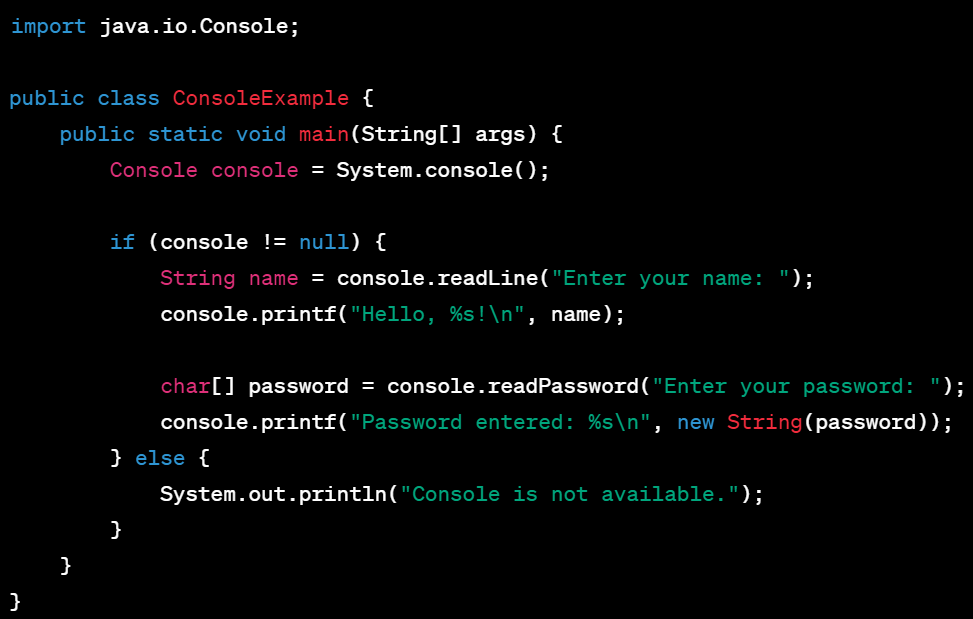 import java.io.Console;
public class ConsoleExample {
    public static void main(String[] args) {
        Console console = System.console();
        if (console != null) {
            String name = console.readLine("Enter your name: ");
            console.printf("Hello, %s!\n", name);
            char[] password = console.readPassword("Enter your password: ");
            console.printf("Password entered: %s\n", new String(password));
        } else {
            System.out.println("Console is not available.");
        }
    }
}